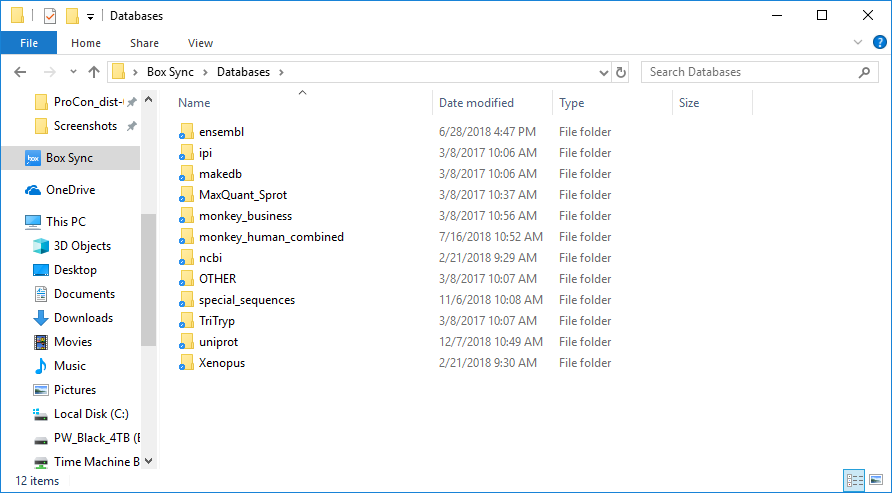 File Home Share View
Box Sync Databases Search Databases
ProCon_dist-
Screenshots
box Box Sync
OneDrive
This PC
3D Objects
Desktop
Documents
Downloads
Movies
Music
Pictures
Local Disk (C:)
PW_Black_4TB (
Time Machine B
Name Date modified Type Size
ensembl 6/28/2018 4:47 PM File folder
ipi 3/8/2017 10:06 AM File folder
makedb 3/8/2017 10:06 AM File folder
MaxQuant_Sprot 3/8/2017 10:37 AM File folder
monkey_business 3/8/2017 10:56 AM File folder
monkey_human_combined 7/16/2018 10:52 AM File folder
ncbi 2/21/2018 9:29 AM File folder
OTHER 3/8/2017 10:07 AM File folder
special_sequences 11/6/2018 10:08 AM File folder
TriTryp 3/8/2017 10:07 AM File folder
uniprot 12/7/2018 10:49 AM File folder
Xenopus 2/21/2018 9:30 AM File folder
12 items